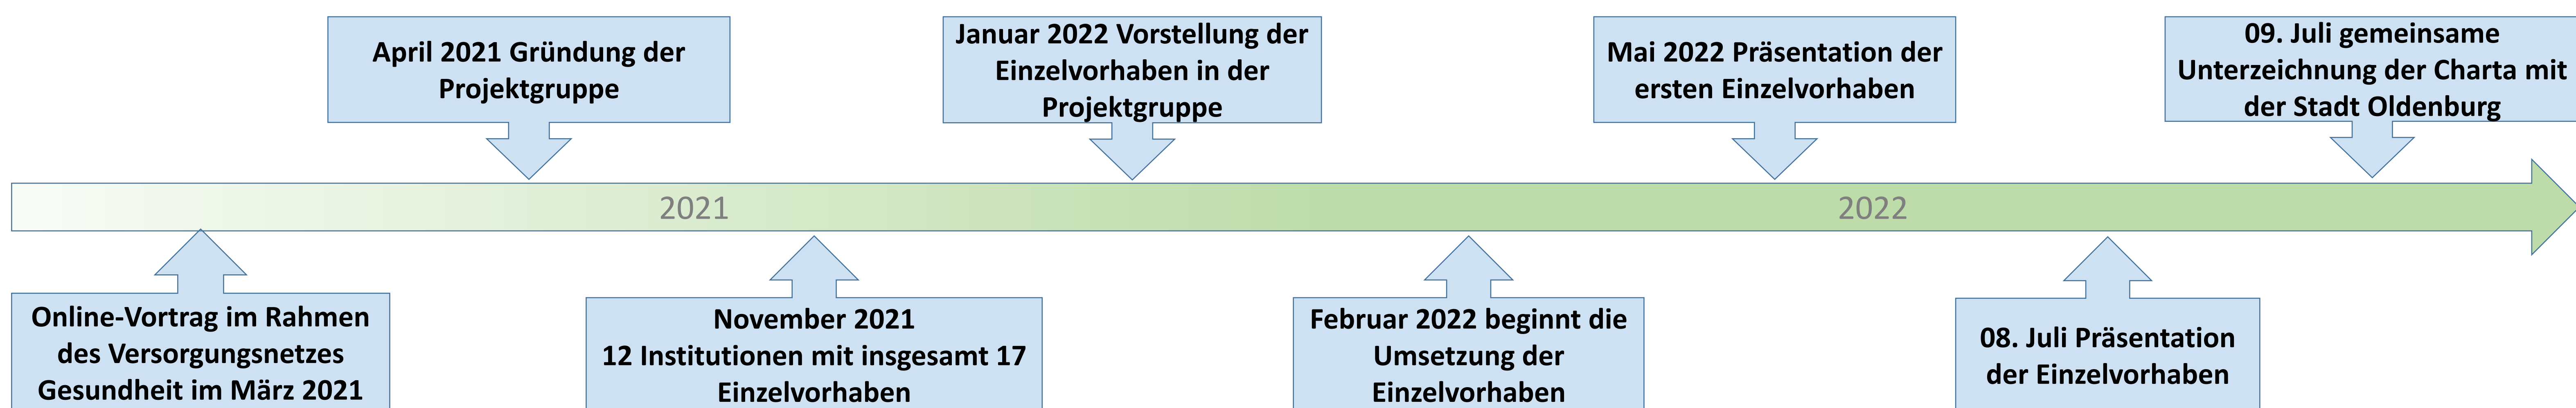 April 2021 Gründung der
Projektgruppe
Januar 2022 Vorstellung der
Einzelvorhaben in der
Projektgruppe
Mai 2022 Präsentation der
ersten Einzelvorhaben
09. Juli gemeinsame
Unterzeichnung der Charta mit
der Stadt Oldenburg
2021
2022
Online-Vortrag im Rahmen
des Versorgungsnetzes
Gesundheit im März 2021
November 2021
12 Institutionen mit insgesamt 17
Einzelvorhaben
Februar 2022 beginnt die
Umsetzung der
Einzelvorhaben
08. Juli Präsentation
der Einzelvorhaben